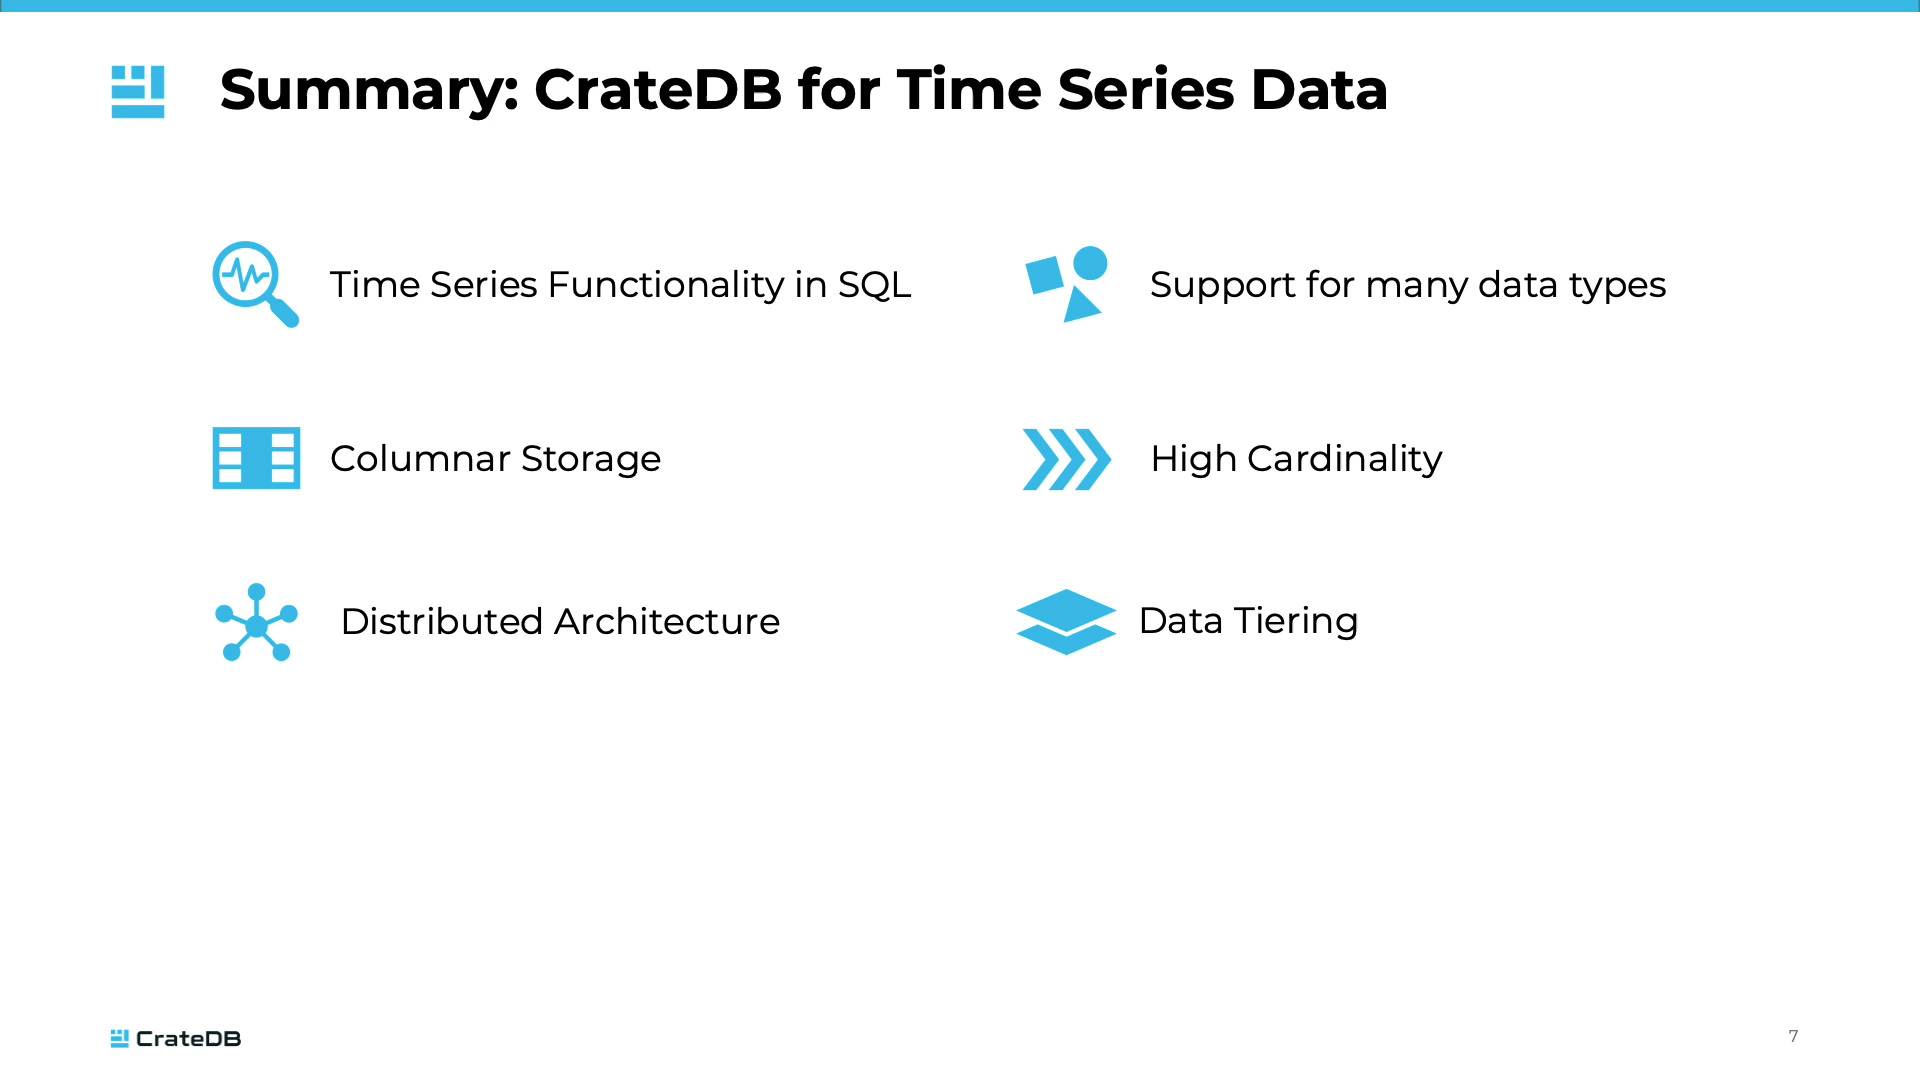 Summary: CrateDB for Time Series Data
Time Series Functionality in SQL
Support for many data types
Columnar Storage
High Cardinality
Distributed Architecture
Data Tiering
CrateDB
7